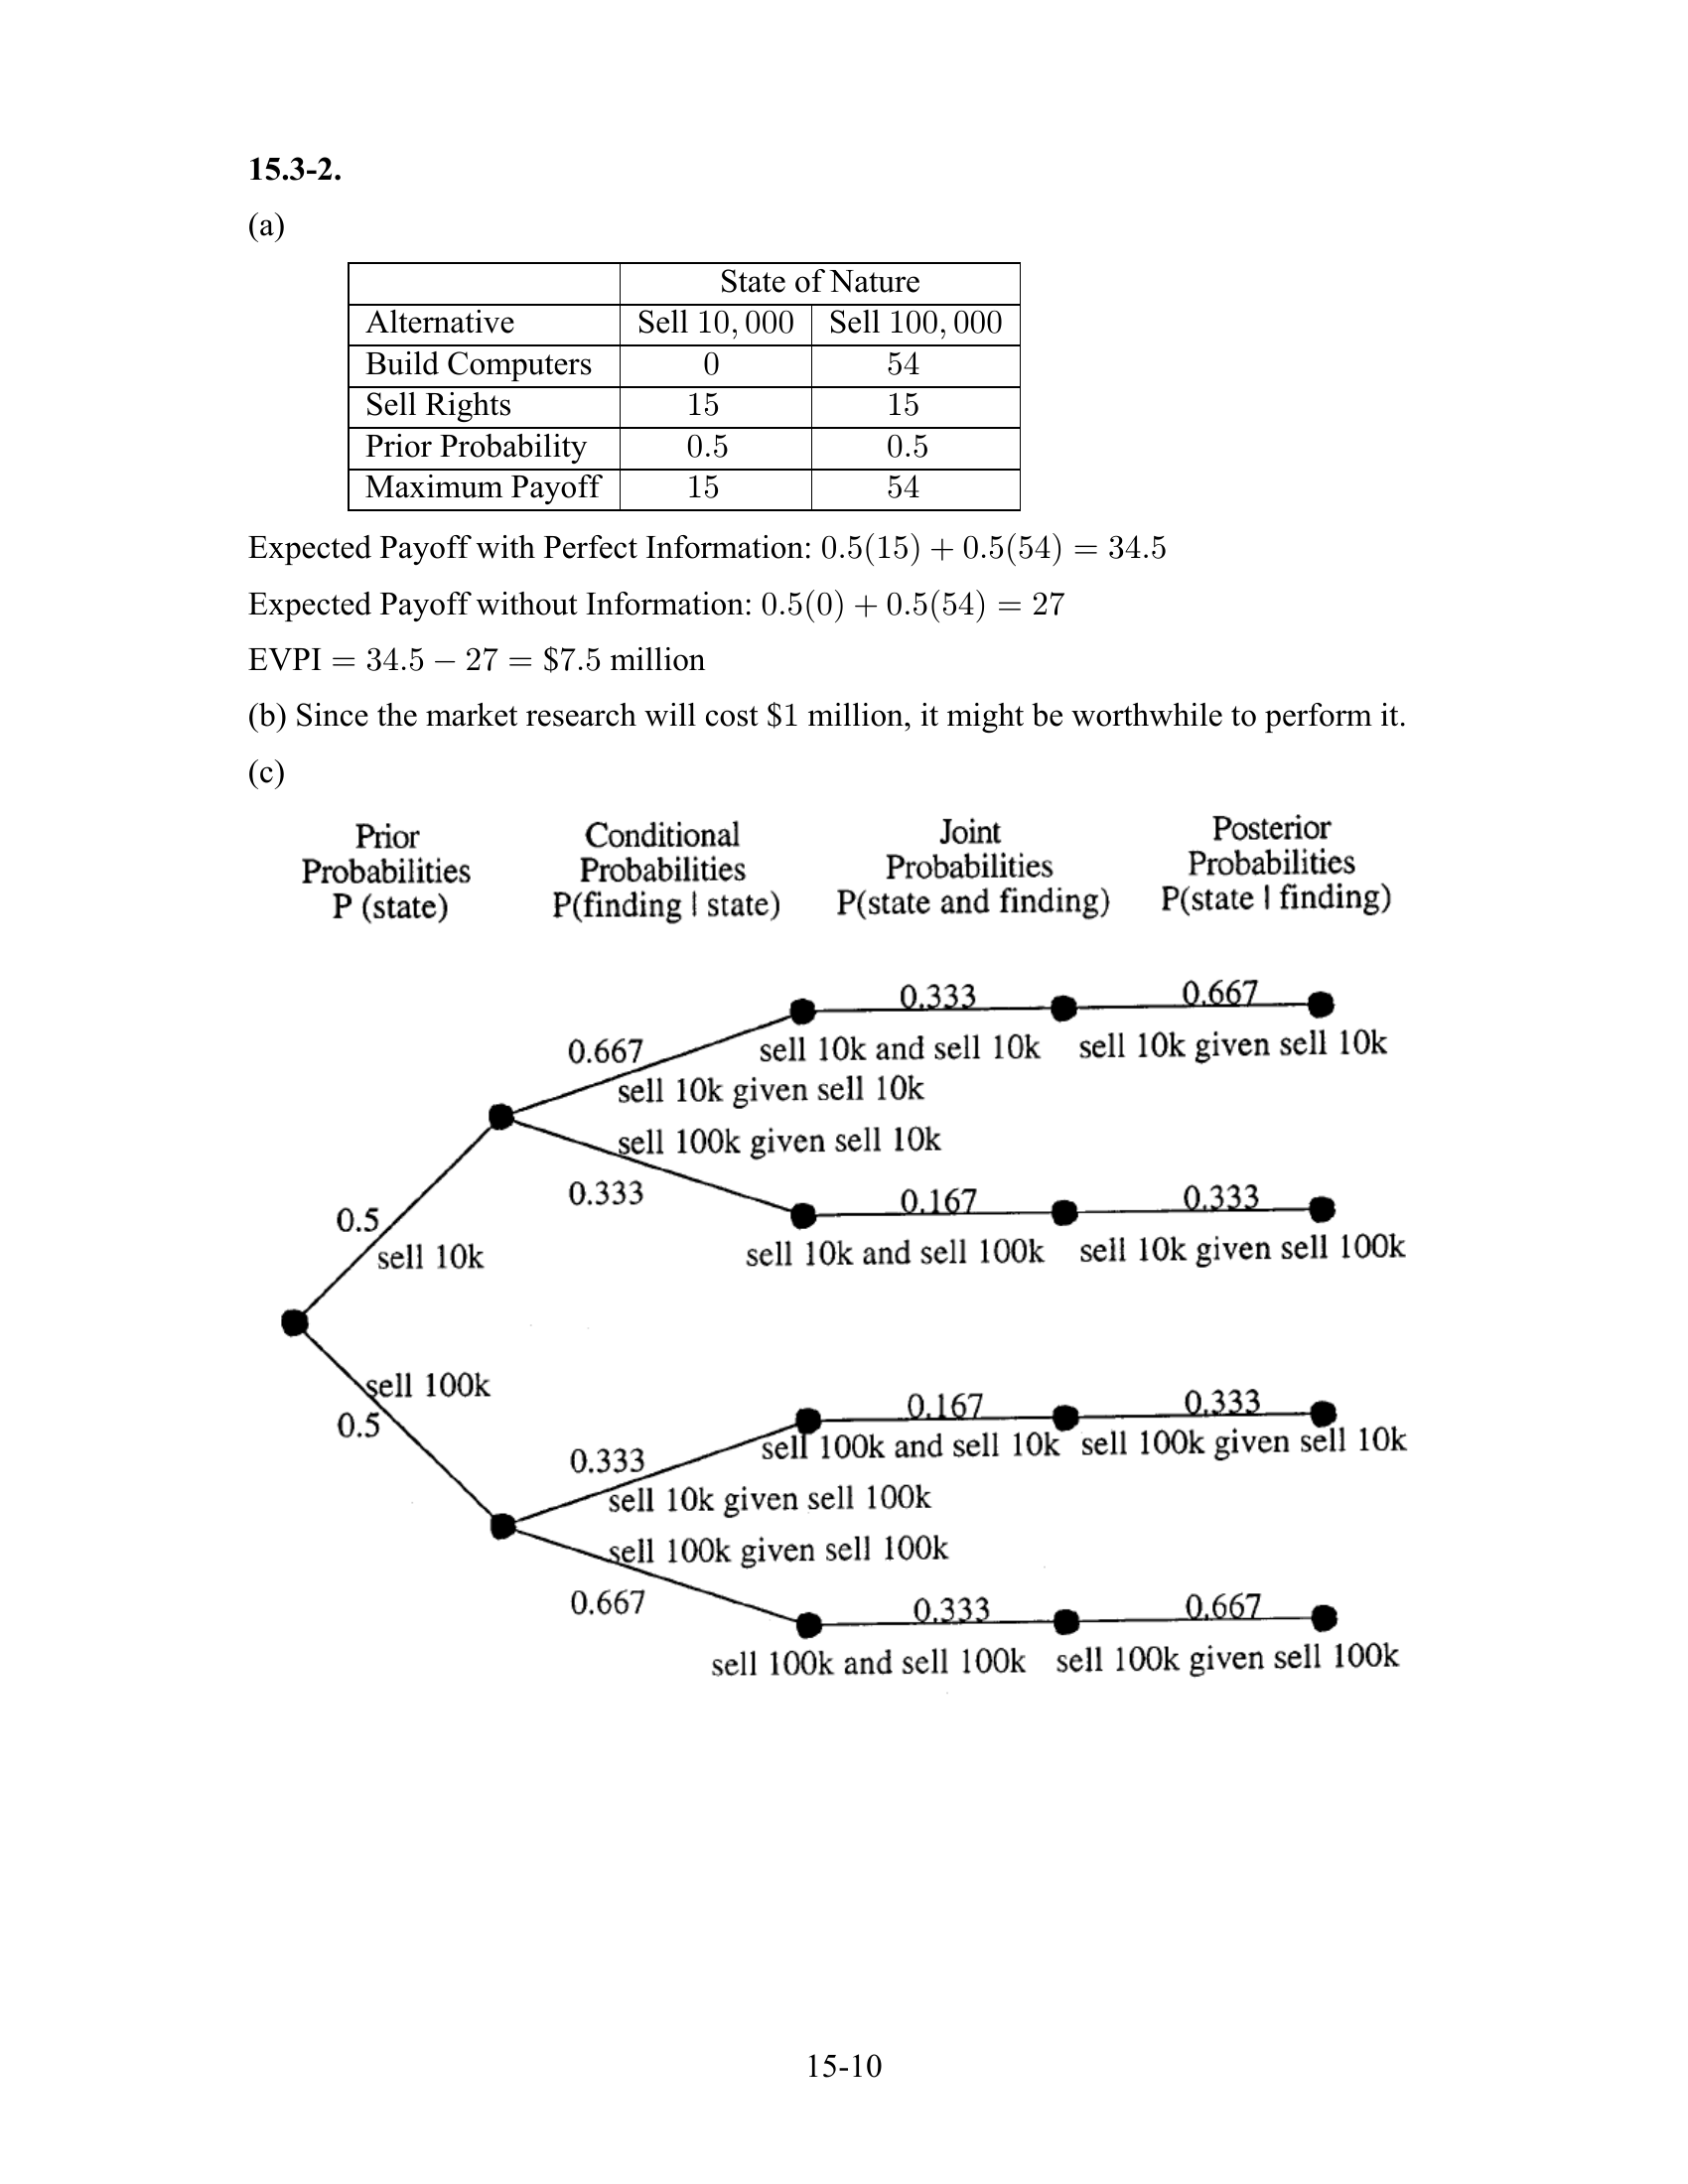 15.3-2.
(a)
State of Nature
Alternative Sell 10,000 Sell 100,000
Build Computers 0 54
Sell Rights 15 15
Prior Probability 0.5 0.5
Maximum Payoff 15 54
Expected Payoff with Perfect Information: 0.5(15) + 0.5(54) = 34.5
Expected Payoff without Information: 0.5(0) + 0.5(54) = 27
EVPI = 34.5 − 27 = $7.5 million
(b) Since the market research will cost $1 million, it might be worthwhile to perform it.
(c)
Prior Conditional Joint Posterior
Probabilities Probabilities Probabilities Probabilities
P (state) P(finding | state) P(state and finding) P(state | finding)
0.333 0.667
0.667 sell 10k and sell 10k sell 10k given sell 10k
sell 10k given sell 10k
sell 100k given sell 10k
0.333 0.167 0.333
0.5
sell 10k sell 10k and sell 100k sell 10k given sell 100k
sell 100k 0.167 0.333
0.5
0.333 sell 100k and sell 10k sell 100k given sell 10k
sell 10k given sell 100k
sell 100k given sell 100k
0.667 0.333 0.667
sell 100k and sell 100k sell 100k given sell 100k
15-10